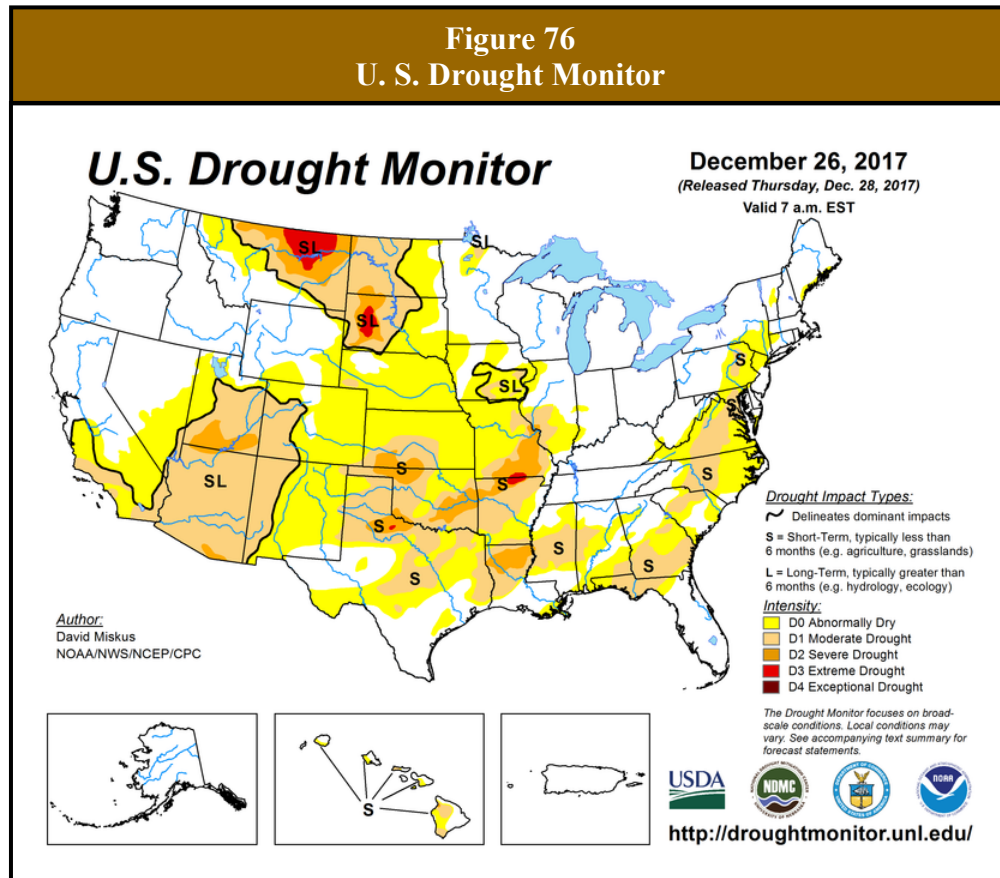 Figure 76
U. S. Drought Monitor
U.S. Drought Monitor
December 26, 2017
(Released Thursday, Dec. 28, 2017)
Valid 7 a.m. EST
SL
SL
SL
SL
SL
S
S
S
S
S
S
S
S
S
S
Drought Impact Types:
Delineates dominant impacts
S = Short-Term, typically less than
6 months (e.g. agriculture, grasslands)
L = Long-Term, typically greater than
6 months (e.g. hydrology, ecology)
Intensity:
D0 Abnormally Dry
D1 Moderate Drought
D2 Severe Drought
D3 Extreme Drought
D4 Exceptional Drought
Author:
David Miskus
NOAA/NWS/NCEP/CPC
The Drought Monitor focuses on broad-
scale conditions. Local conditions may
vary. See accompanying text summary for
forecast statements.
S
USDA
NDMC
NOAA
http://droughtmonitor.unl.edu/